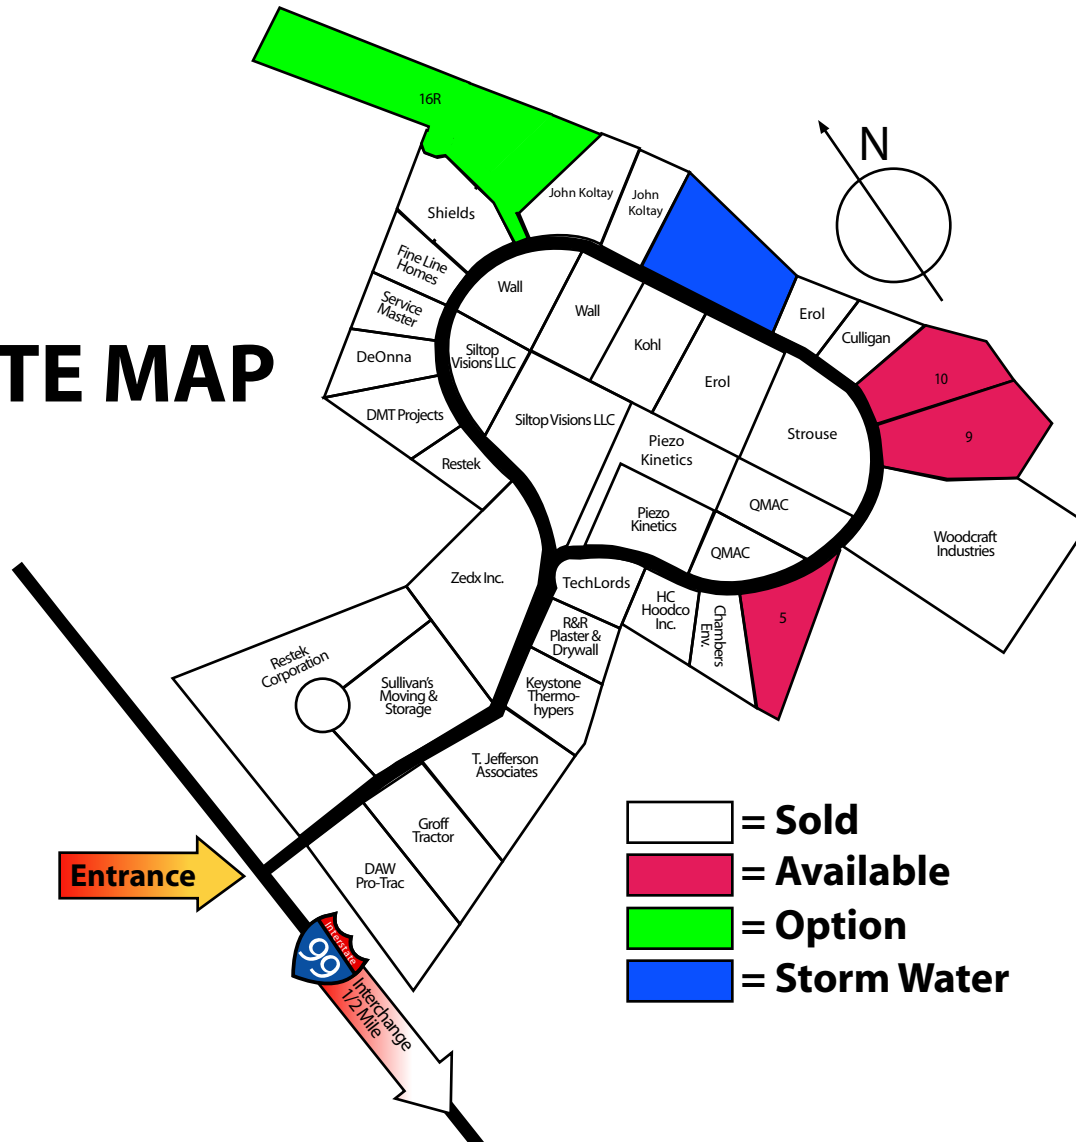 16R
N
John Koltay
John
Koltay
Shields
Fine Line
Homes
Wall
Service
Master
Wall
Erol
Culligan
TE MAP
DeOnna
Siltop
Visions LLC
Kohl
Erol
10
9
DMT Projects
Siltop Visions LLC
Strouse
Piezo
Kinetics
Restek
QMAC
Piezo
Kinetics
QMAC
Woodcraft
Industries
Zedx Inc.
TechLords
HC
Hoodco
Inc.
Chambers
Env.
5
R&R
Plaster &
Drywall
Restek
Corporation
Sullivan's
Moving &
Storage
Keystone
Thermo-
hypers
T. Jefferson
Associates
Groff
Tractor
DAW
Pro-Trac
Entrance
Interstate
99
Interchange
1/2 Mile
= Sold
= Available
= Option
= Storm Water